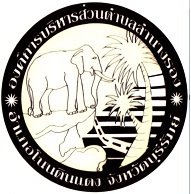 องค์การบริหารส่วนตำบลลำนางรอง
อำเภอโนนดินแดง จังหวัดบุรีรัมย์